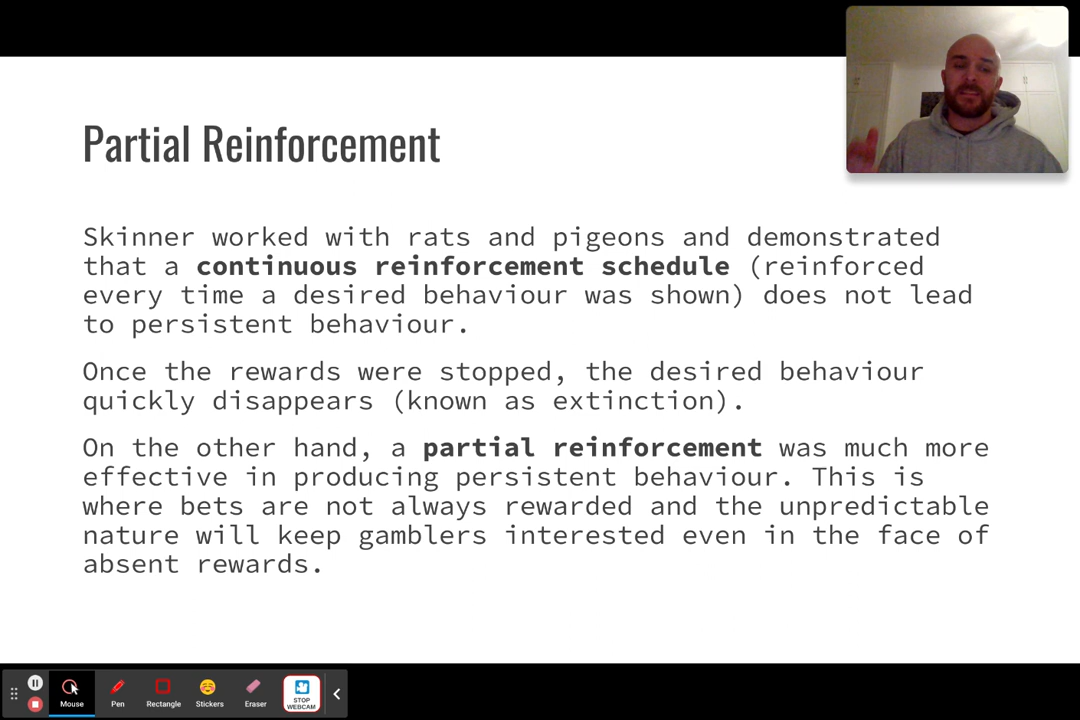 Partial Reinforcement
Skinner worked with rats and pigeons and demonstrated
that a continuous reinforcement schedule (reinforced
every time a desired behaviour was shown) does not lead
to persistent behaviour.
Once the rewards were stopped, the desired behaviour
quickly disappears (known as extinction).
On the other hand, a partial reinforcement was much more
effective in producing persistent behaviour. This is
where bets are not always rewarded and the unpredictable
nature will keep gamblers interested even in the face of
absent rewards.
Mouse
Pen
Rectangle
Stickers
Eraser
STOP
WEBCAM